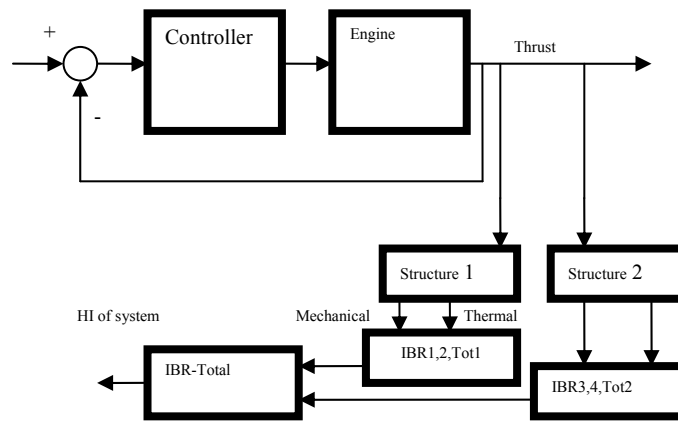 +
Controller
Engine
Thrust
-
Structure 1
Structure 2
HI of system
Mechanical
Thermal
IBR-Total
IBR1,2,Tot1
IBR3,4,Tot2